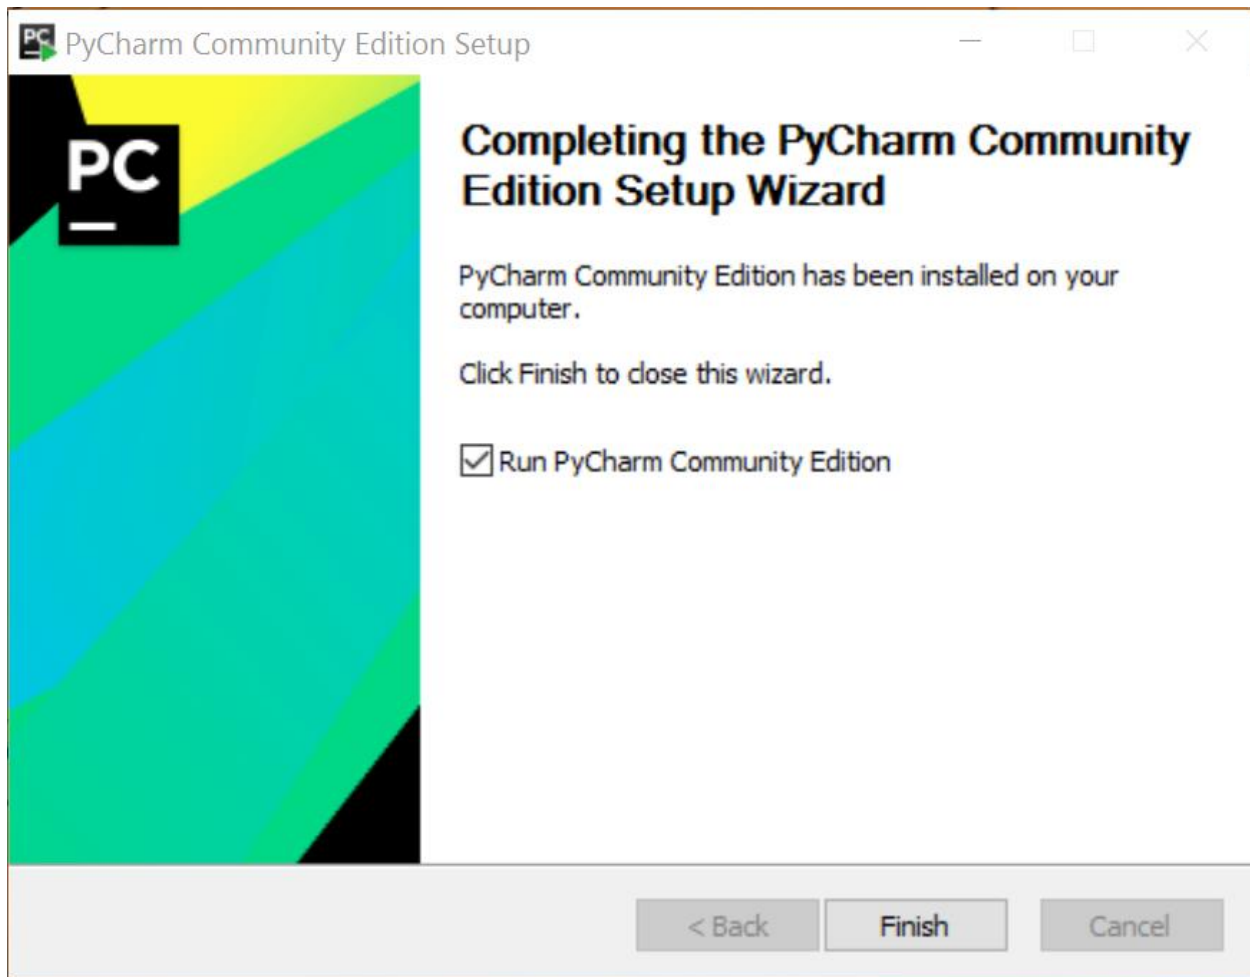 PC PyCharm Community Edition Setup
PC
Completing the PyCharm Community
Edition Setup Wizard
PyCharm Community Edition has been installed on your
computer.
Click Finish to close this wizard.
Run PyCharm Community Edition
< Back Finish Cancel